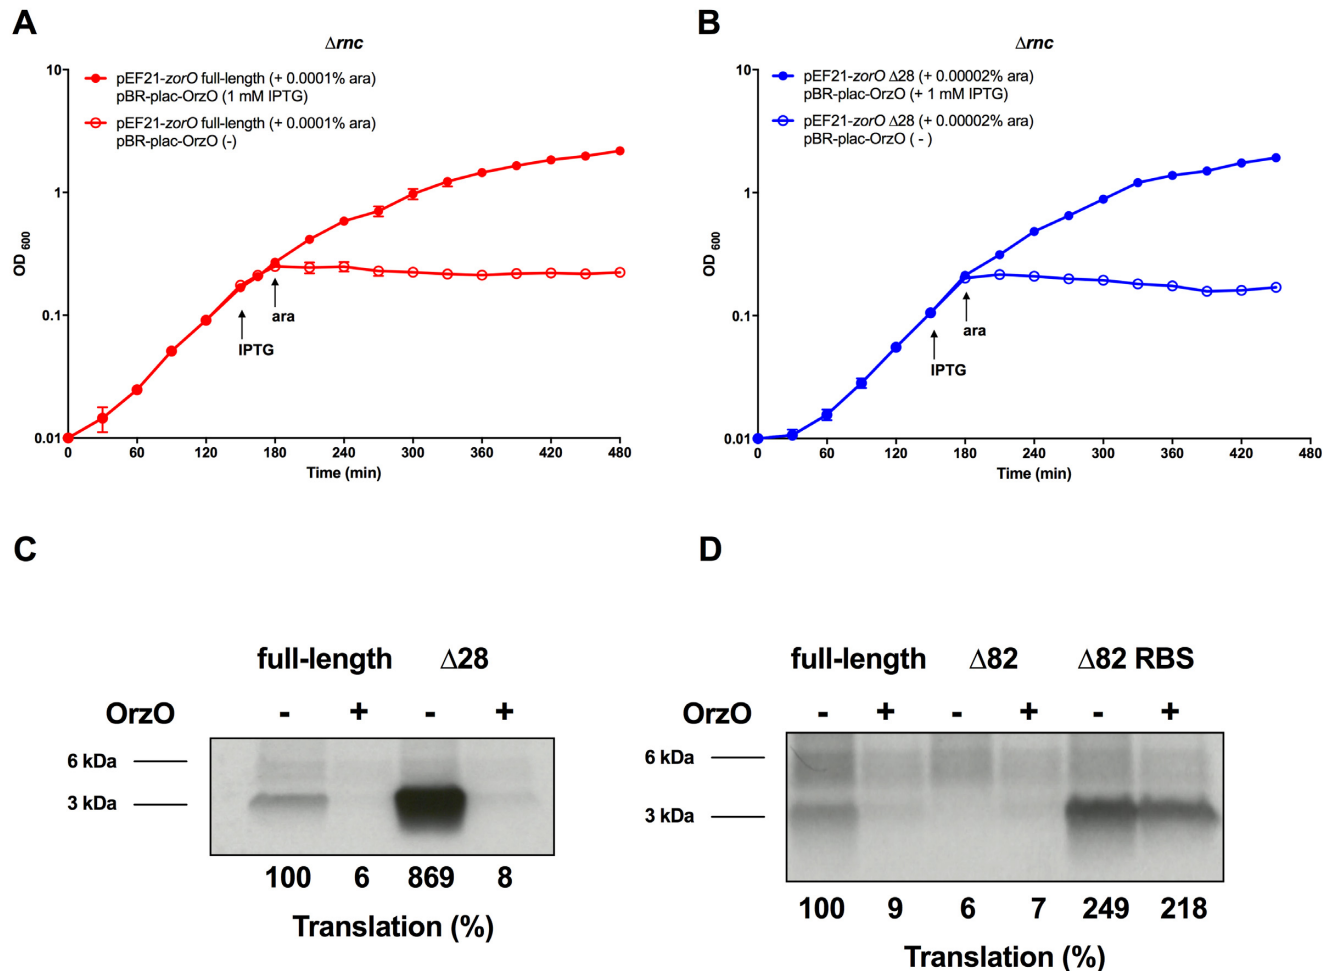 A
Δrnc
pEF21-zorO full-length (+ 0.0001% ara)
pBR-plac-OrzO (1 mM IPTG)
pEF21-zorO full-length (+ 0.0001% ara)
pBR-plac-OrzO (-)
10
1
0.1
0.01
OD 600
IPTG
ara
0 60 120 180 240 300 360 420 480
Time (min)
B
Δrnc
pEF21-zorO Δ28 (+ 0.00002% ara)
pBR-plac-OrzO (+ 1 mM IPTG)
pEF21-zorO Δ28 (+ 0.00002% ara)
pBR-plac-OrzO ( - )
10
1
0.1
0.01
OD 600
IPTG
ara
0 60 120 180 240 300 360 420 480
Time (min)
C
full-length Δ28
OrzO - + - +
6 kDa
3 kDa
100 6 869 8
Translation (%)
D
full-length Δ82 Δ82 RBS
OrzO - + - + - +
6 kDa
3 kDa
100 9 6 7 249 218
Translation (%)